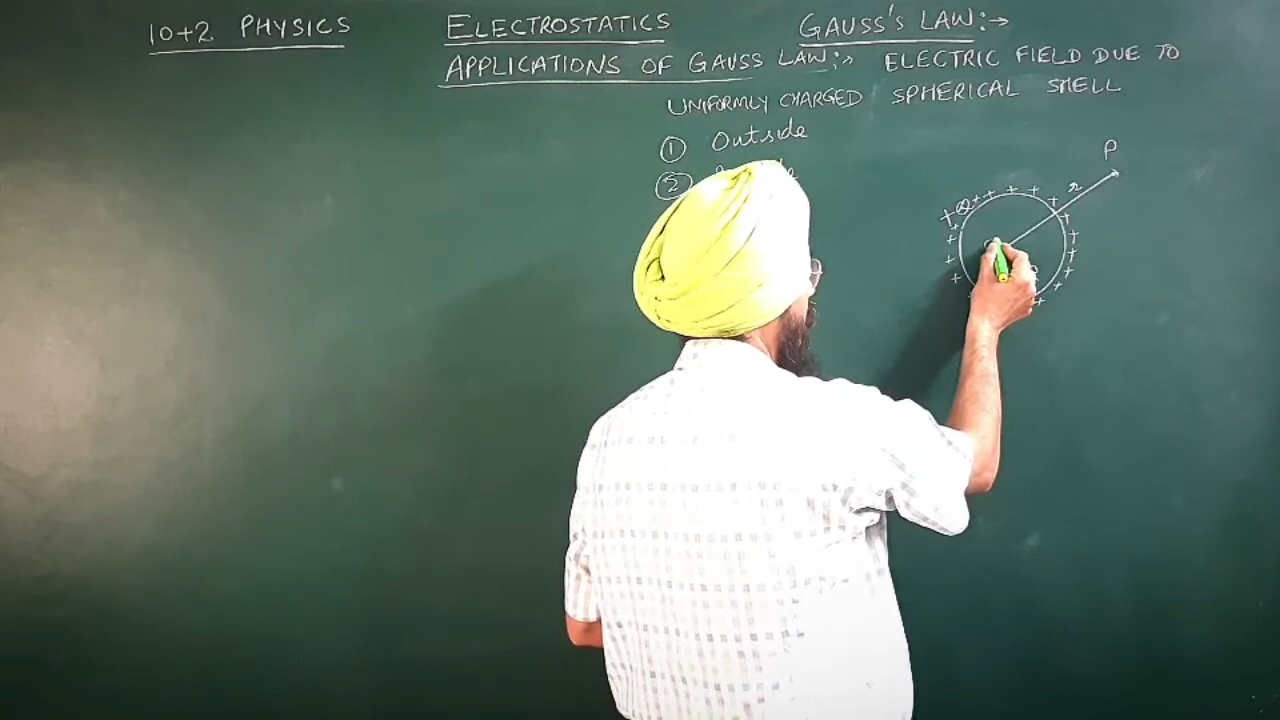 10+2 PHYSICS ELECTROSTATICS GAUSS'S LAW:→
APPLICATIONS OF GAUSS LAW:→ ELECTRIC FIELD DUE TO
UNIFORMLY CHARGED SPHERICAL SHELL
① Outside
②
P
r
+Q + + + + + +